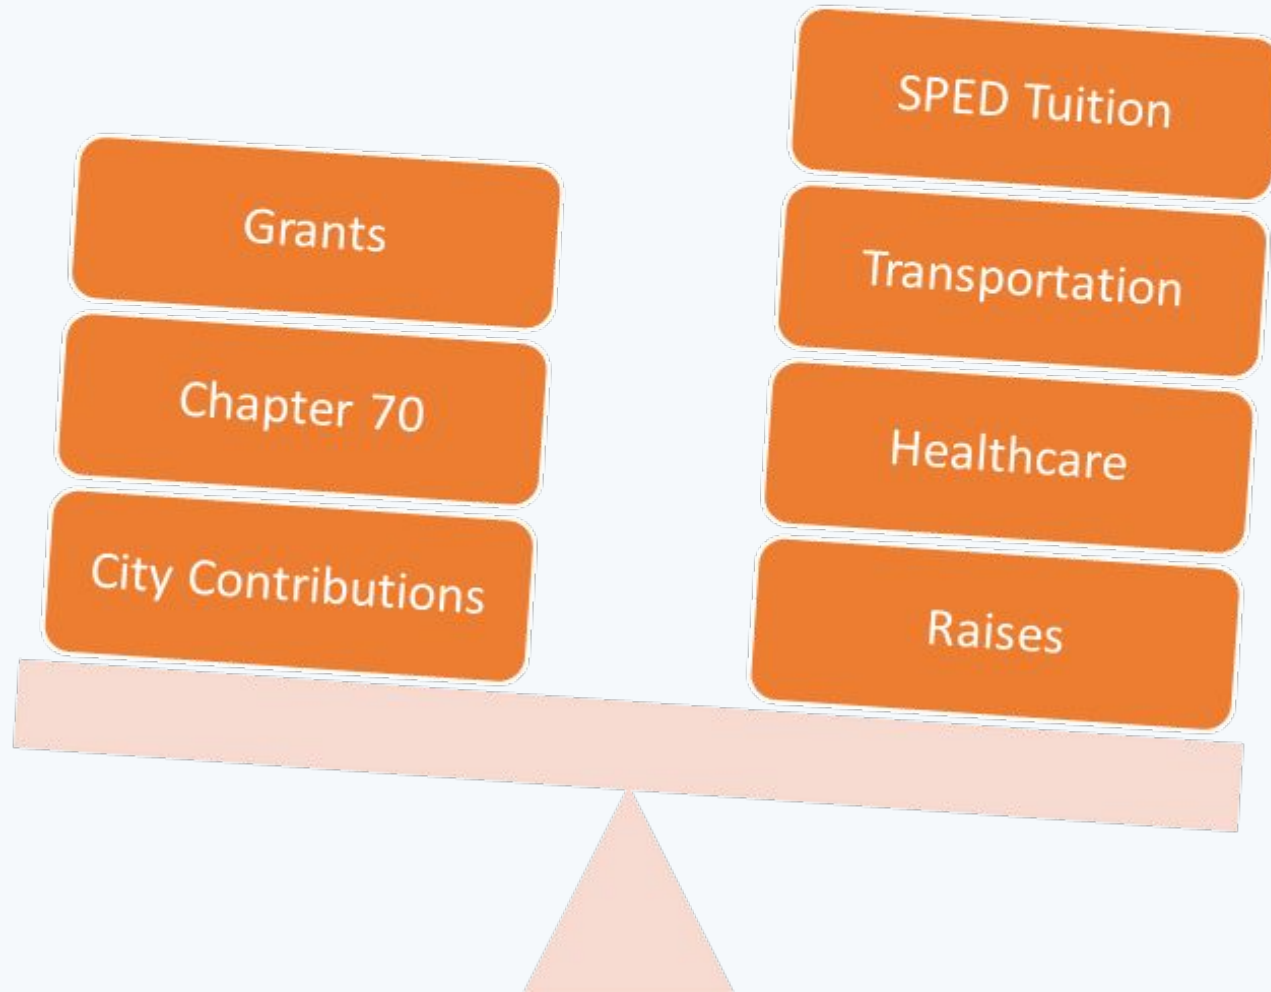 Grants
Chapter 70
City Contributions
SPED Tuition
Transportation
Healthcare
Raises